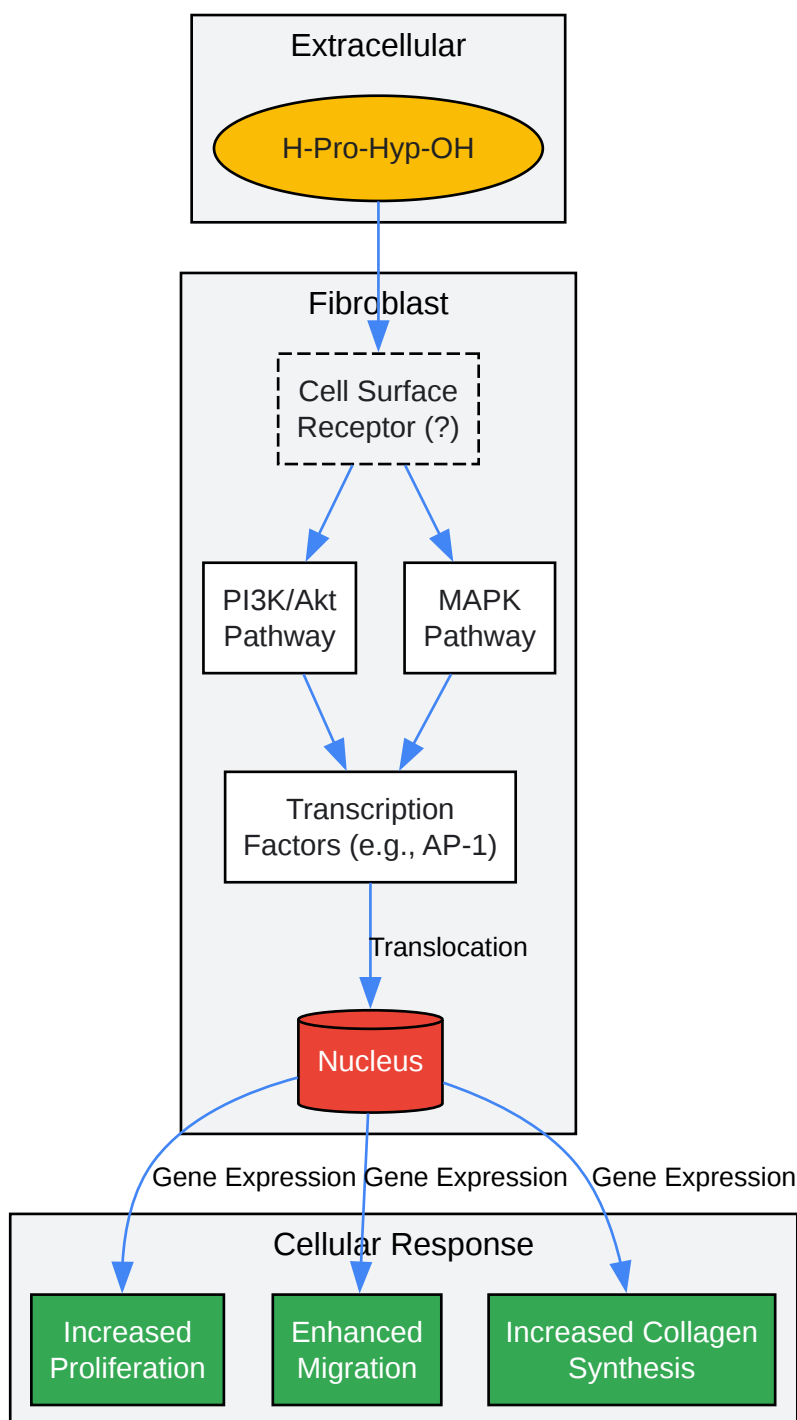 Extracellular
H-Pro-Hyp-OH
Fibroblast
Cell Surface
Receptor (?)
PI3K/Akt
Pathway
MAPK
Pathway
Transcription
Factors (e.g., AP-1)
Translocation
Nucleus
Gene Expression
Gene Expression
Gene Expression
Cellular Response
Increased
Proliferation
Enhanced
Migration
Increased Collagen
Synthesis